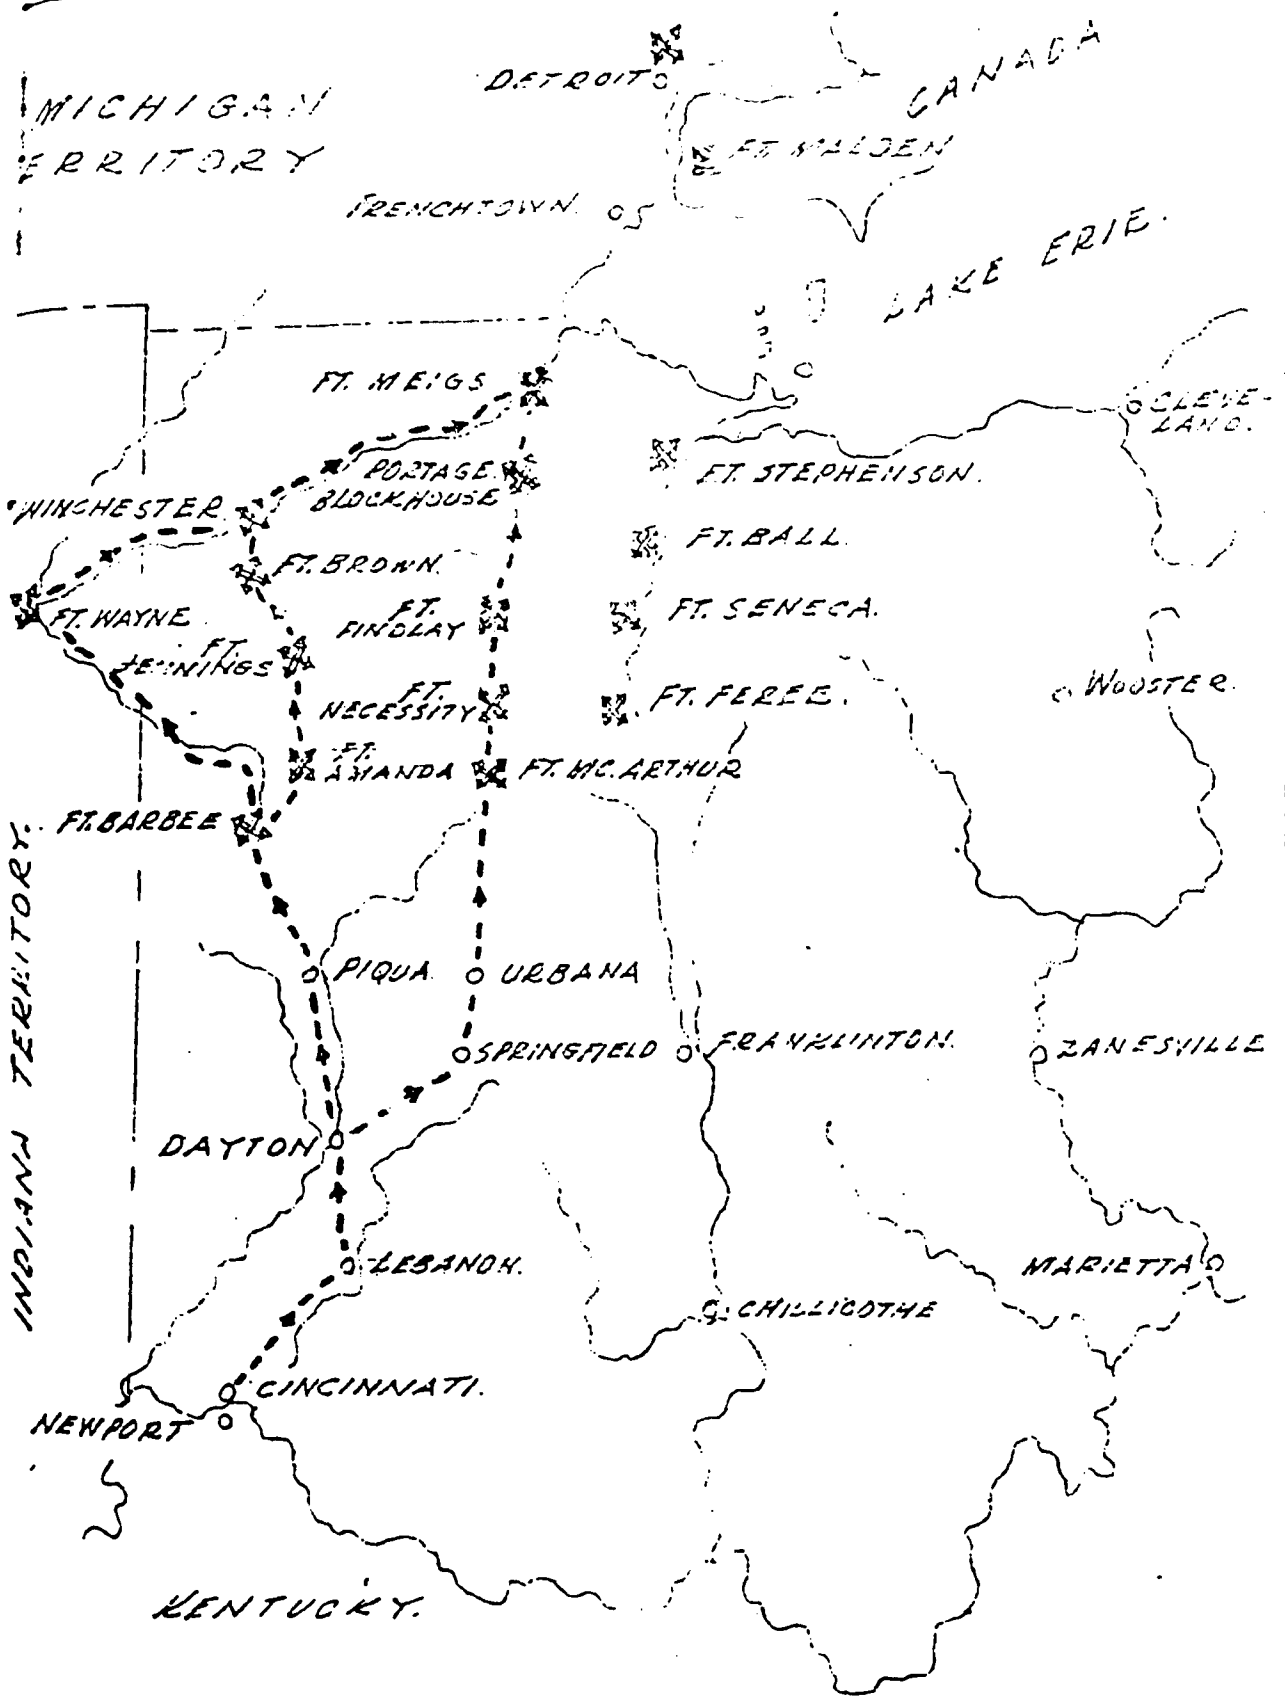 DETROIT
CANADA
MICHIGAN
ERRITORY
FT. MALDEN
FRENCHTOWN.
LAKE ERIE.
FT. MEIGS
CLEVE-
LAND.
PORTAGE
BLOCKHOUSE
FT. STEPHENSON.
WINCHESTER
FT. BALL.
FT. BROWN.
FT. WAYNE
FT.
FINDLAY
FT. SENECA.
FT.
JENNINGS
FT.
NECESSITY
FT. FEREE.
WOOSTER.
FT.
AMANDA
FT. MC. ARTHUR
FT. BARBEE
INDIANA TERRITORY.
PIQUA.
URBANA
SPRINGFIELD
FRANKLINTON.
ZANESVILLE
DAYTON
LEBANON.
MARIETTA
CHILLICOTHE
CINCINNATI.
NEWPORT
KENTUCKY.